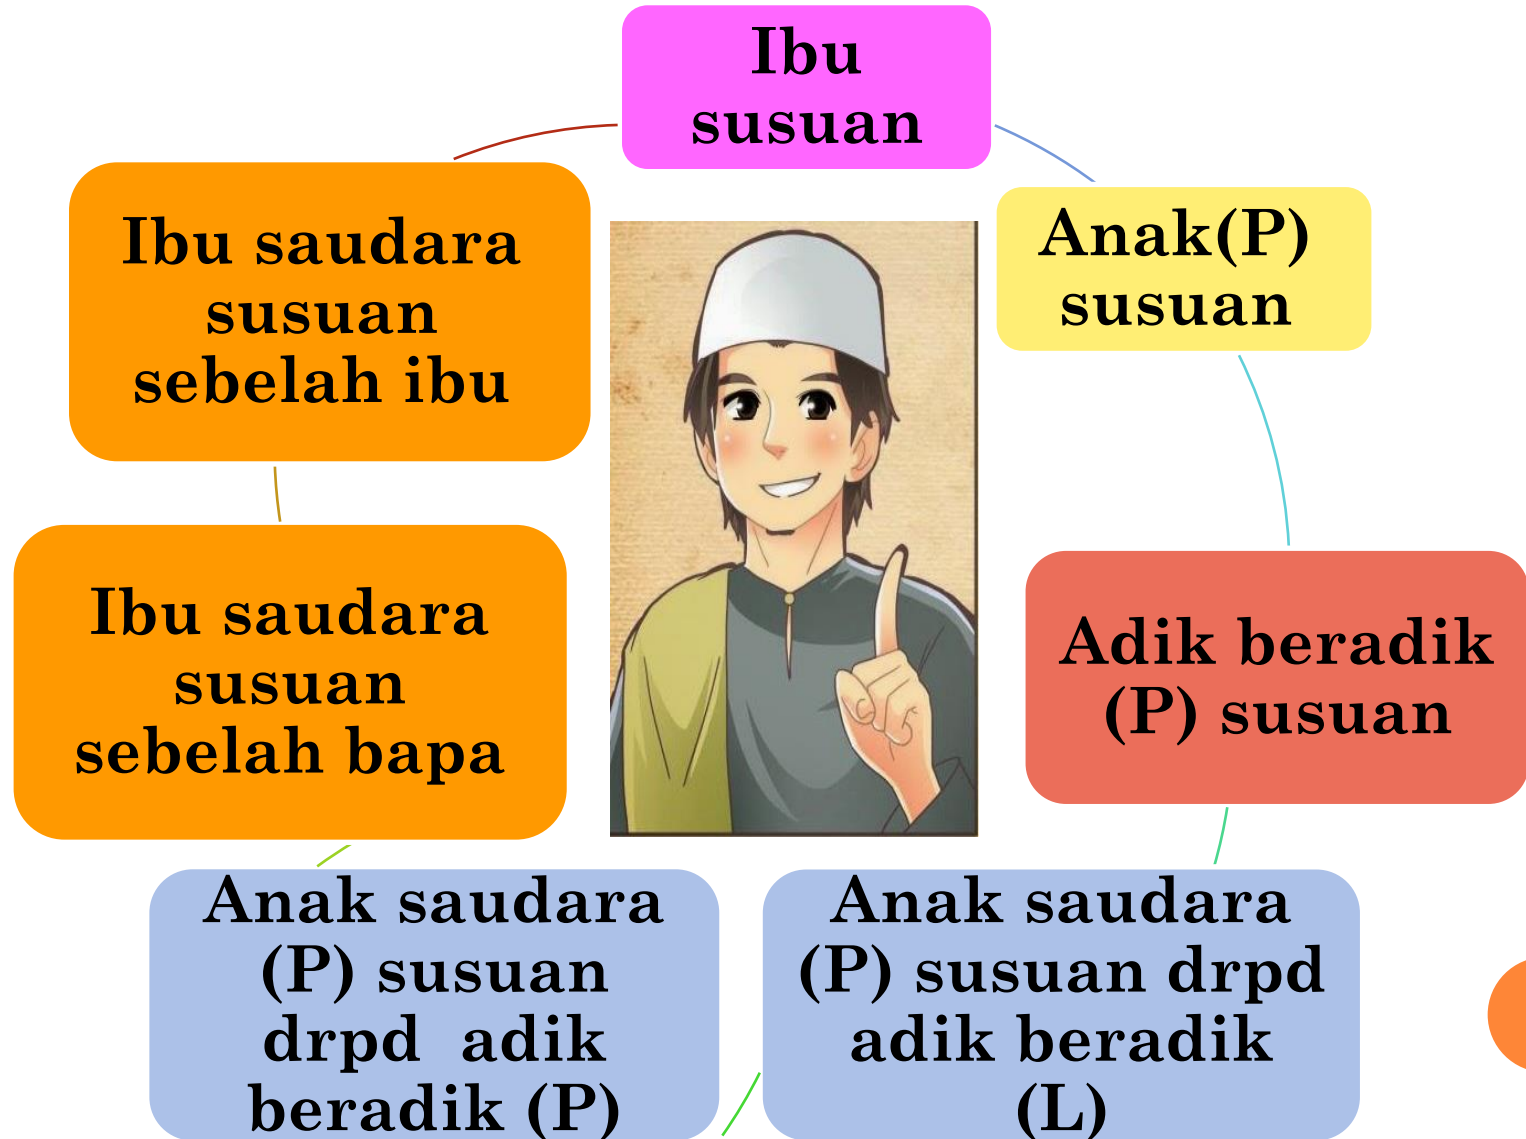 Ibu
susuan
Anak(P)
susuan
Adik beradik
(P) susuan
Anak saudara
(P) susuan drpd
adik beradik
(L)
Anak saudara
(P) susuan
drpd  adik
beradik (P)
Ibu saudara
susuan
sebelah bapa
Ibu saudara
susuan
sebelah ibu